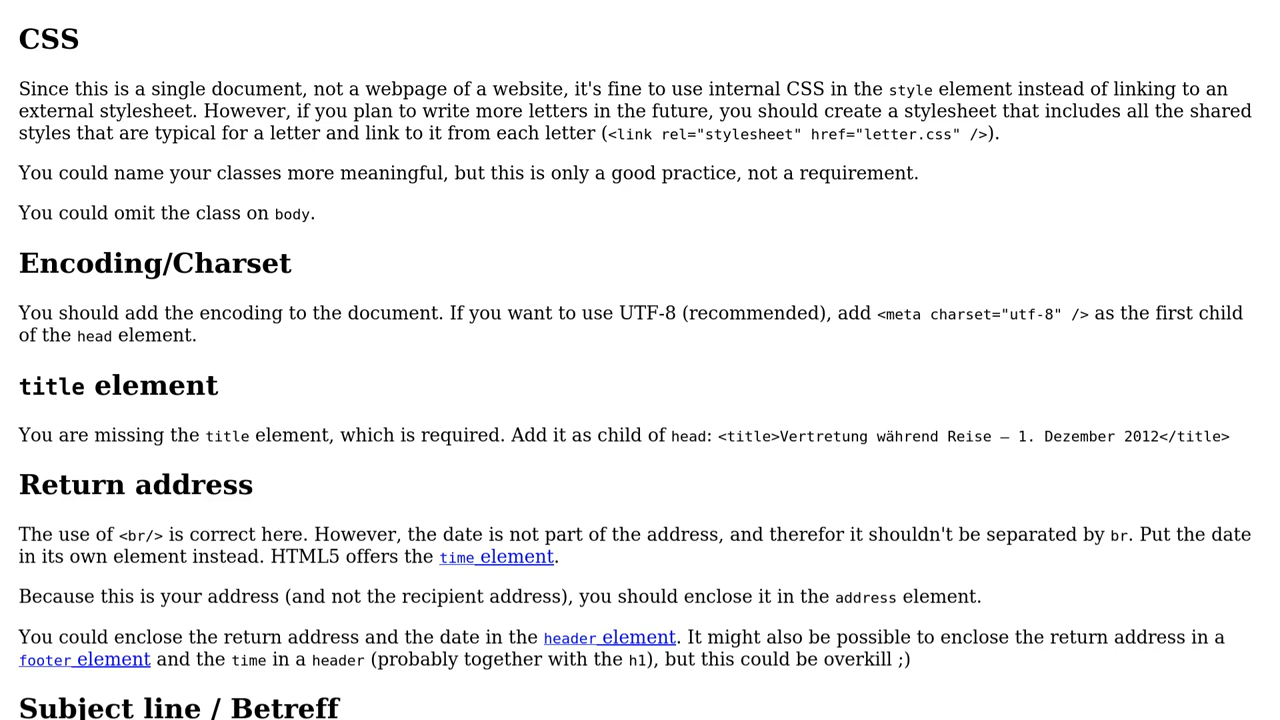 CSS
Since this is a single document, not a webpage of a website, it's fine to use internal CSS in the style element instead of linking to an
external stylesheet. However, if you plan to write more letters in the future, you should create a stylesheet that includes all the shared
styles that are typical for a letter and link to it from each letter (<link rel="stylesheet" href="letter.css" />).
You could name your classes more meaningful, but this is only a good practice, not a requirement.
You could omit the class on body.
Encoding/Charset
You should add the encoding to the document. If you want to use UTF-8 (recommended), add <meta charset="utf-8" /> as the first child
of the head element.
title element
You are missing the title element, which is required. Add it as child of head: <title>Vertretung während Reise – 1. Dezember 2012</title>
Return address
The use of <br/> is correct here. However, the date is not part of the address, and therefor it shouldn't be separated by br. Put the date
in its own element instead. HTML5 offers the time element.
Because this is your address (and not the recipient address), you should enclose it in the address element.
You could enclose the return address and the date in the header element. It might also be possible to enclose the return address in a
footer element and the time in a header (probably together with the h1), but this could be overkill ;)
Subject line / Betreff